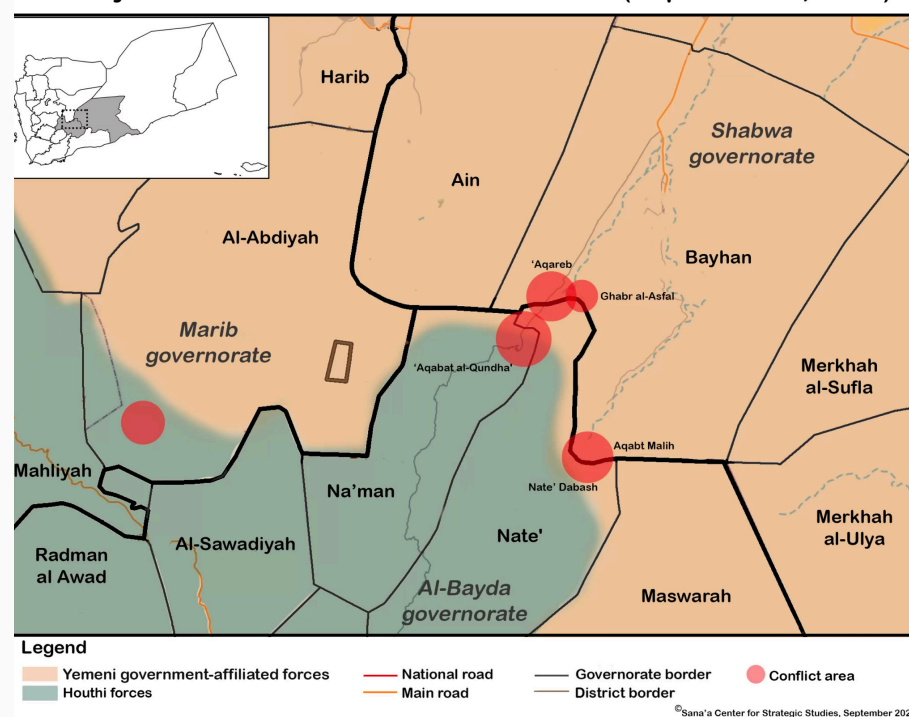 Harib
Shabwa
governorate
Ain
Al-Abdiyah
Bayhan
'Aqareb
Ghabr al-Asfal
Marib
governorate
'Aqabat al-Qundha'
Merkhah
al-Sufla
Aqabt Malih
Mahliyah
Na'man
Nate' Dabash
Merkhah
al-Ulya
Nate'
Al-Sawadiyah
Radman
al Awad
Al-Bayda
governorate
Maswarah
Legend
Yemeni government-affiliated forces
National road
Governorate border
Conflict area
Houthi forces
Main road
District border
©Sana'a Center for Strategic Studies, September